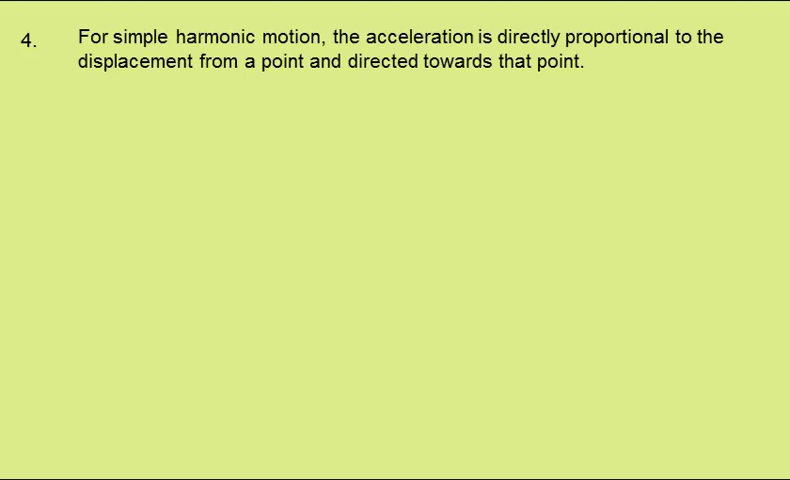 4. For simple harmonic motion, the acceleration is directly proportional to the
displacement from a point and directed towards that point.